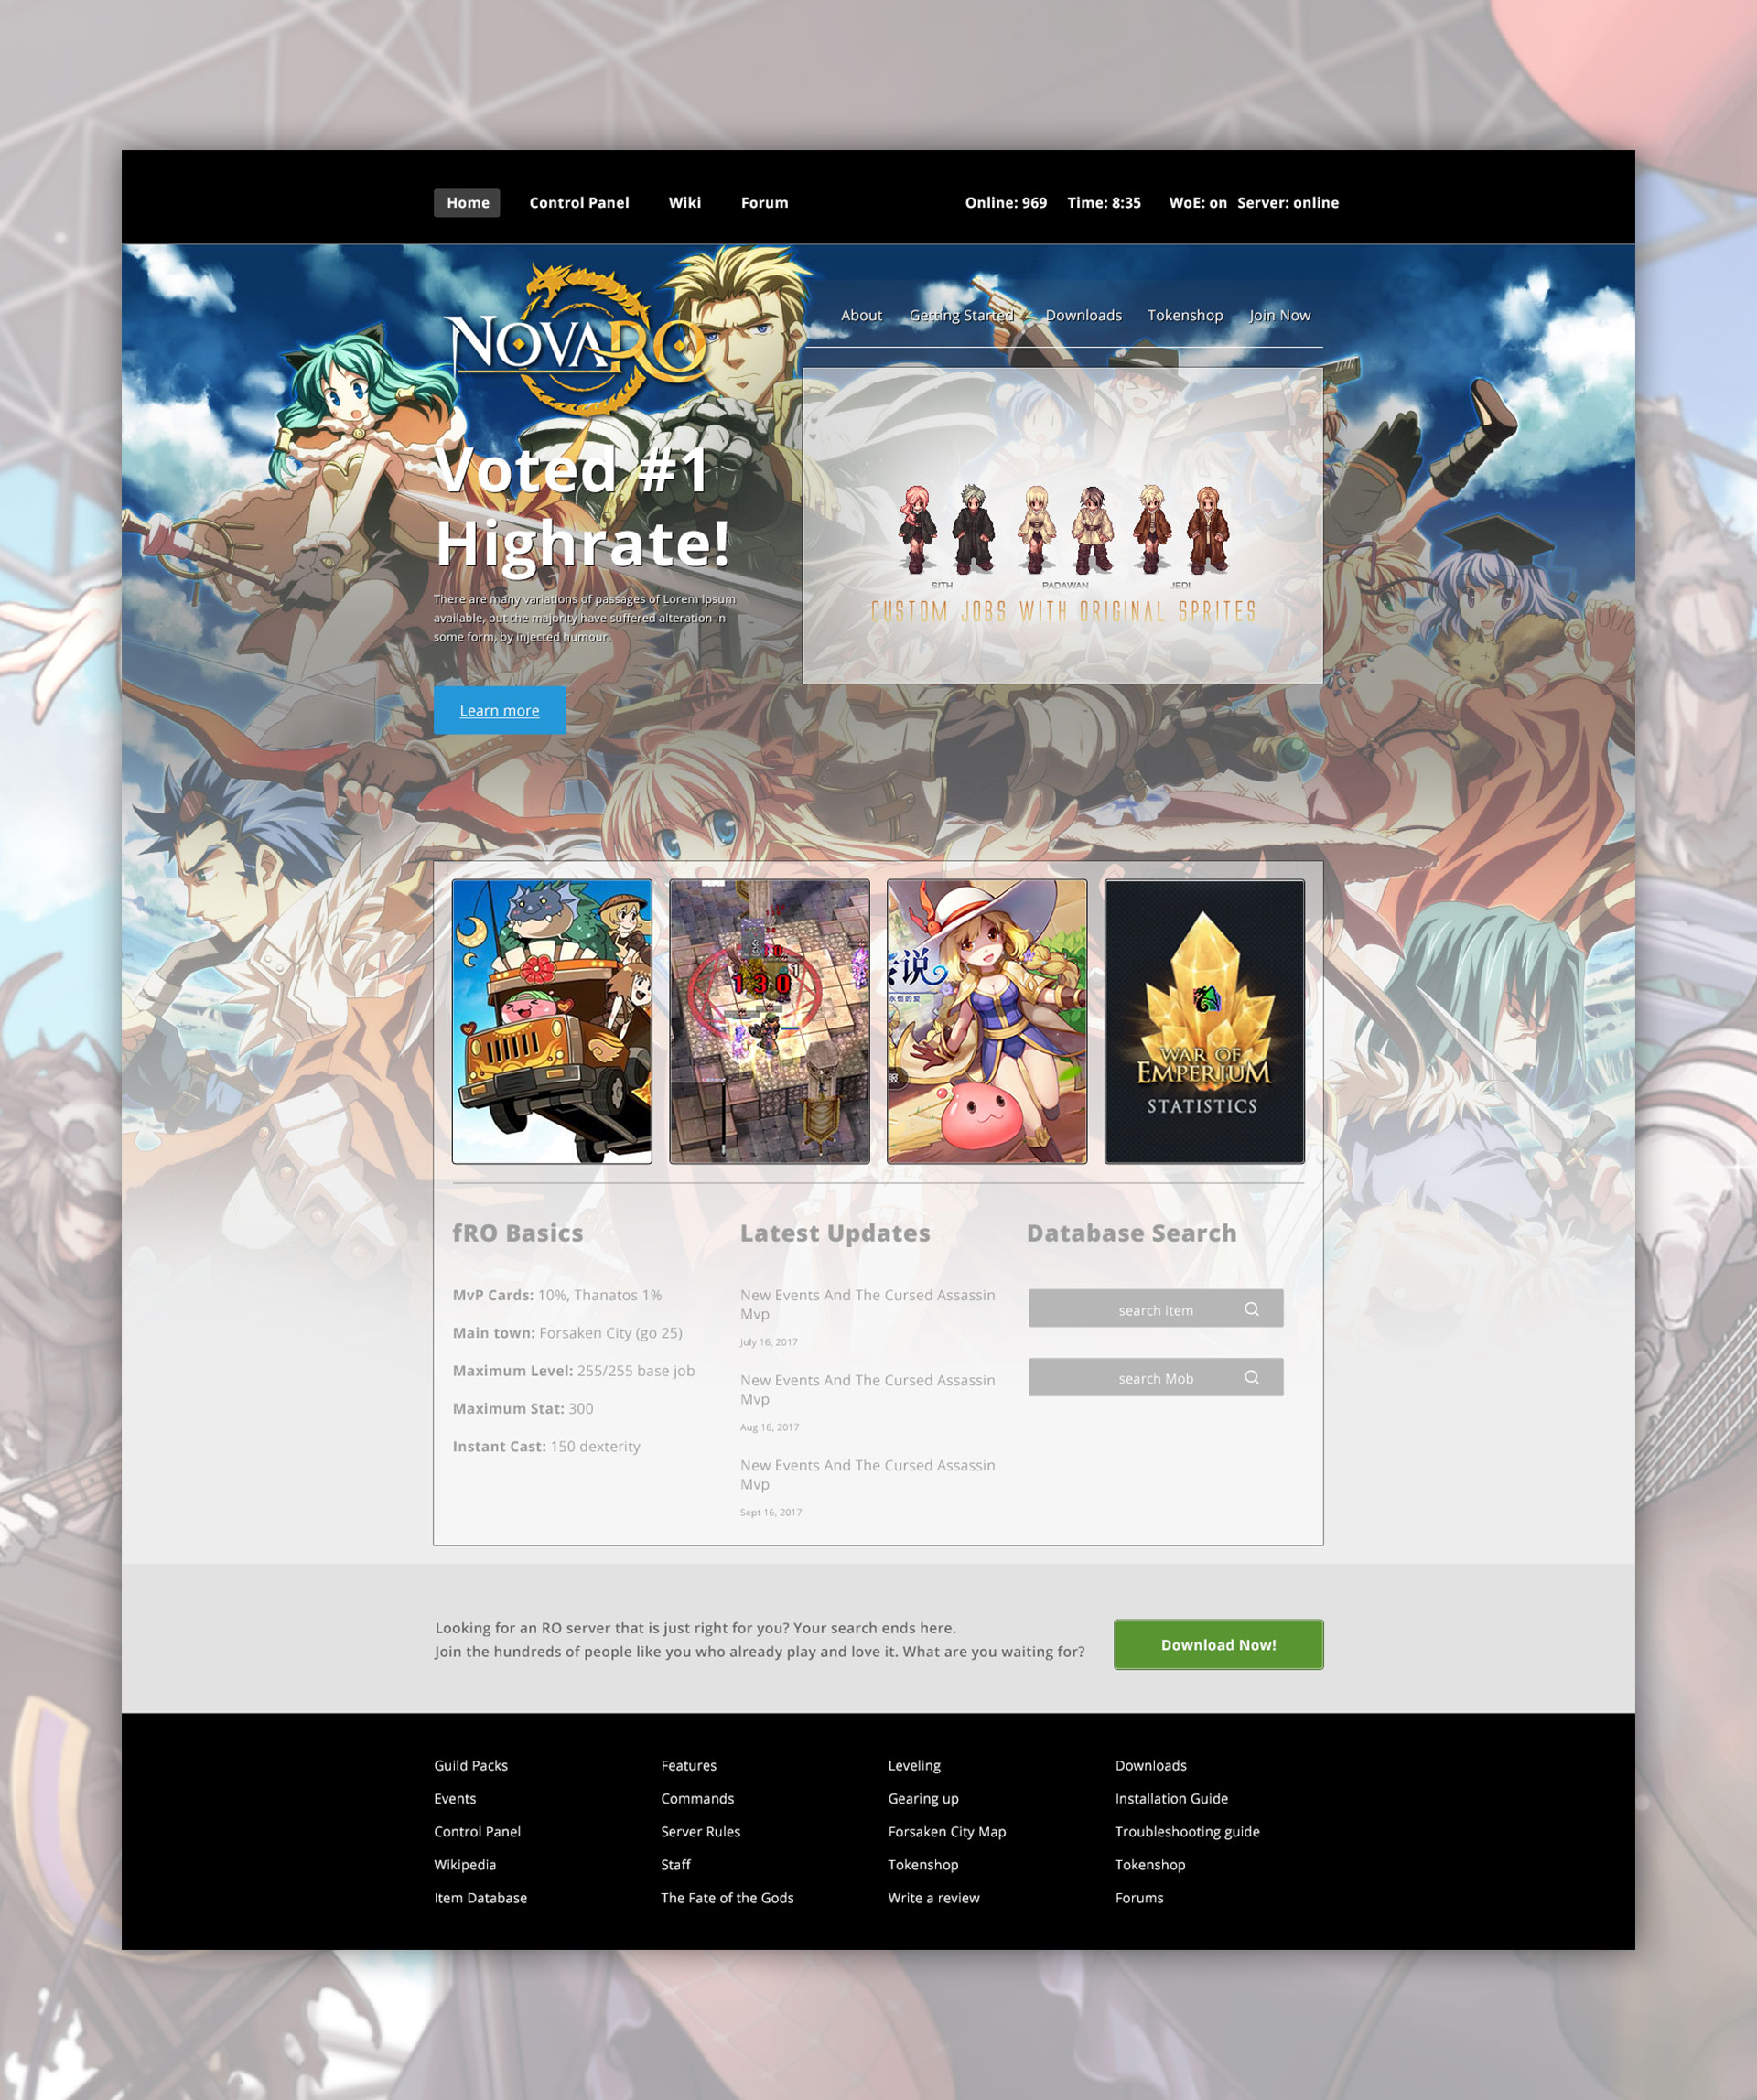 Home Control Panel Wiki Forum Online: 969 Time: 8:35 WoE: on Server: online
NOVARO
About Getting Started Downloads Tokenshop Join Now
Voted #1
Highrate!
There are many variations of passages of Lorem Ipsum
available, but the majority have suffered alteration in
some form, by injected humour.
Learn more
SITH PADAWAN JEDI
CUSTOM JOBS WITH ORIGINAL SPRITES
130
说
永恒的爱
服
WAR OF
EMPERIUM
STATISTICS
fRO Basics
MvP Cards: 10%, Thanatos 1%
Main town: Forsaken City (go 25)
Maximum Level: 255/255 base job
Maximum Stat: 300
Instant Cast: 150 dexterity
Latest Updates
New Events And The Cursed Assassin
Mvp
July 16, 2017
New Events And The Cursed Assassin
Mvp
Aug 16, 2017
New Events And The Cursed Assassin
Mvp
Sept 16, 2017
Database Search
search item
search Mob
Looking for an RO server that is just right for you? Your search ends here.
Join the hundreds of people like you who already play and love it. What are you waiting for?
Download Now!
Guild Packs
Events
Control Panel
Wikipedia
Item Database
Features
Commands
Server Rules
Staff
The Fate of the Gods
Leveling
Gearing up
Forsaken City Map
Tokenshop
Write a review
Downloads
Installation Guide
Troubleshooting guide
Tokenshop
Forums